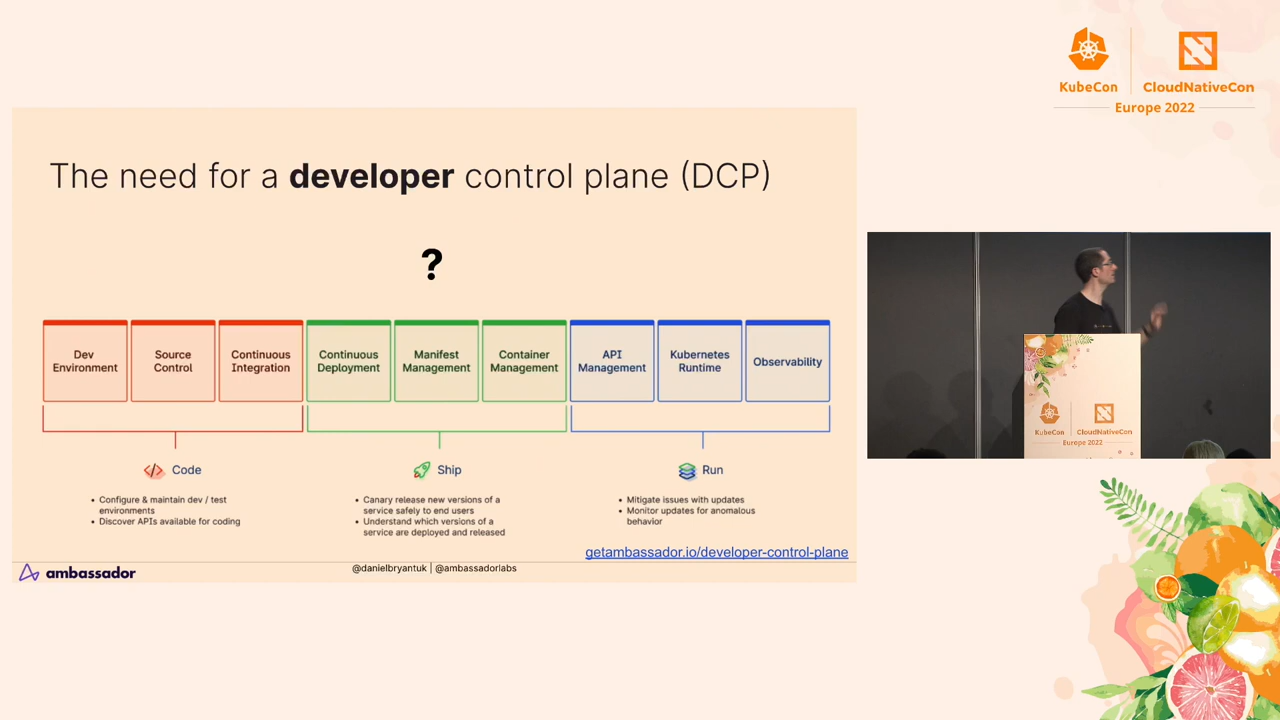 KubeCon
CloudNativeCon
Europe 2022
The need for a developer control plane (DCP)
?
Dev
Environment
Source
Control
Continuous
Integration
Continuous
Deployment
Manifest
Management
Container
Management
API
Management
Kubernetes
Runtime
Observability
Code
• Configure & maintain dev / test
environments
• Discover APIs available for coding
Ship
• Canary release new versions of a
service safely to end users
• Understand which versions of a
service are deployed and released
Run
• Mitigate issues with updates
• Monitor updates for anomalous
behavior
getambassador.io/developer-control-plane
ambassador
@danielbryantuk | @ambassadorlabs
KubeCon
CloudNativeCon
Europe 2022